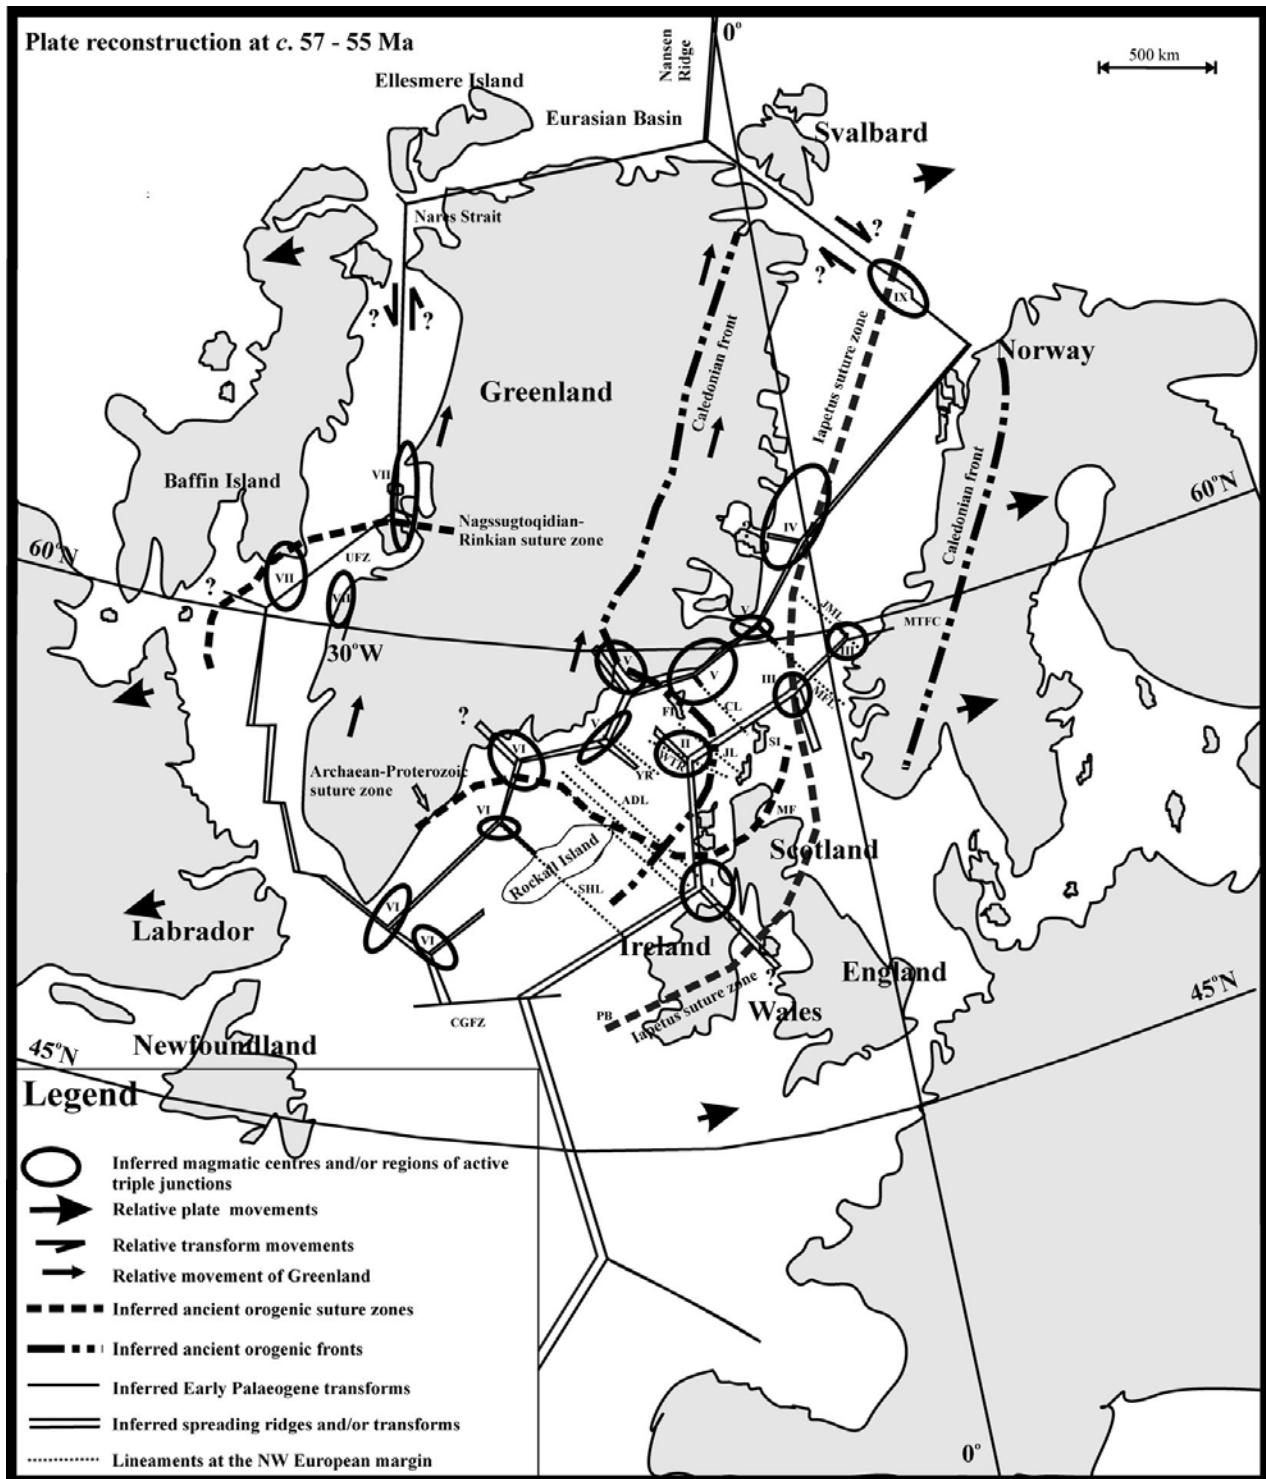 Plate reconstruction at c. 57 - 55 Ma
0°
Nansen
Ridge
500 km
Ellesmere Island
Eurasian Basin
Svalbard
Nares Strait
?
?
?
?
IX
Iapetus suture zone
Norway
Caledonian front
Greenland
Caledonian front
Baffin Island
VII
60°N
IV
Nagssugtoqidian-
Rinkian suture zone
60°N
UFZ
VII
?
VII
30°W
V
JML
MTFC
III
V
V
III
MFL
FL
CL
?
V
II
SI
JL
WTR
VI
YR
Archaean-Proterozoic
suture zone
ADL
VI
MF
Scotland
Rockall Island
SHL
I
VI
VI
Labrador
Ireland
England
?
Wales
PB
Iapetus suture zone
45°N
CGFZ
Newfoundland
45°N
Legend
Inferred magmatic centres and/or regions of active
triple junctions
Relative plate movements
Relative transform movements
Relative movement of Greenland
Inferred ancient orogenic suture zones
Inferred ancient orogenic fronts
Inferred Early Palaeogene transforms
Inferred spreading ridges and/or transforms
Lineaments at the NW European margin
0°